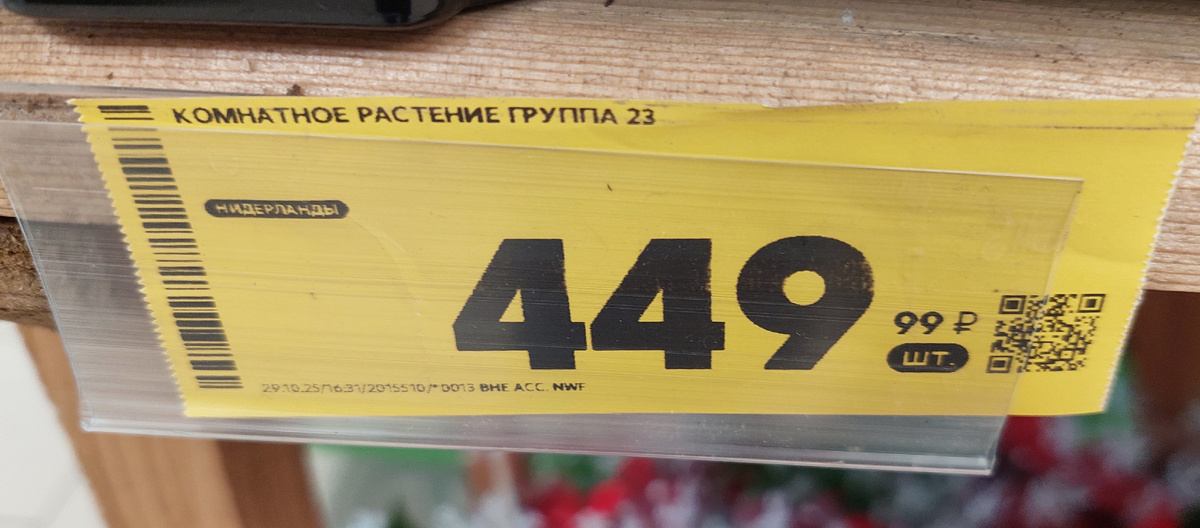 КОМНАТНОЕ РАСТЕНИЕ ГРУППА 23
НИДЕРЛАНДЫ
449
99 ₽
ШТ.
29.10.25/16:31/2015510/*0013 ВНЕ АСС. NWF